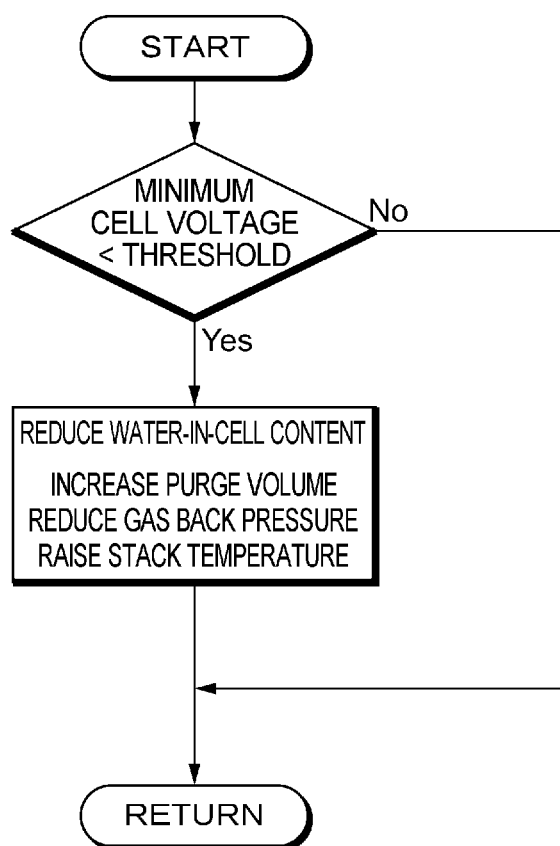 START
MINIMUM
CELL VOLTAGE
< THRESHOLD
No
Yes
REDUCE WATER-IN-CELL CONTENT
INCREASE PURGE VOLUME
REDUCE GAS BACK PRESSURE
RAISE STACK TEMPERATURE
RETURN